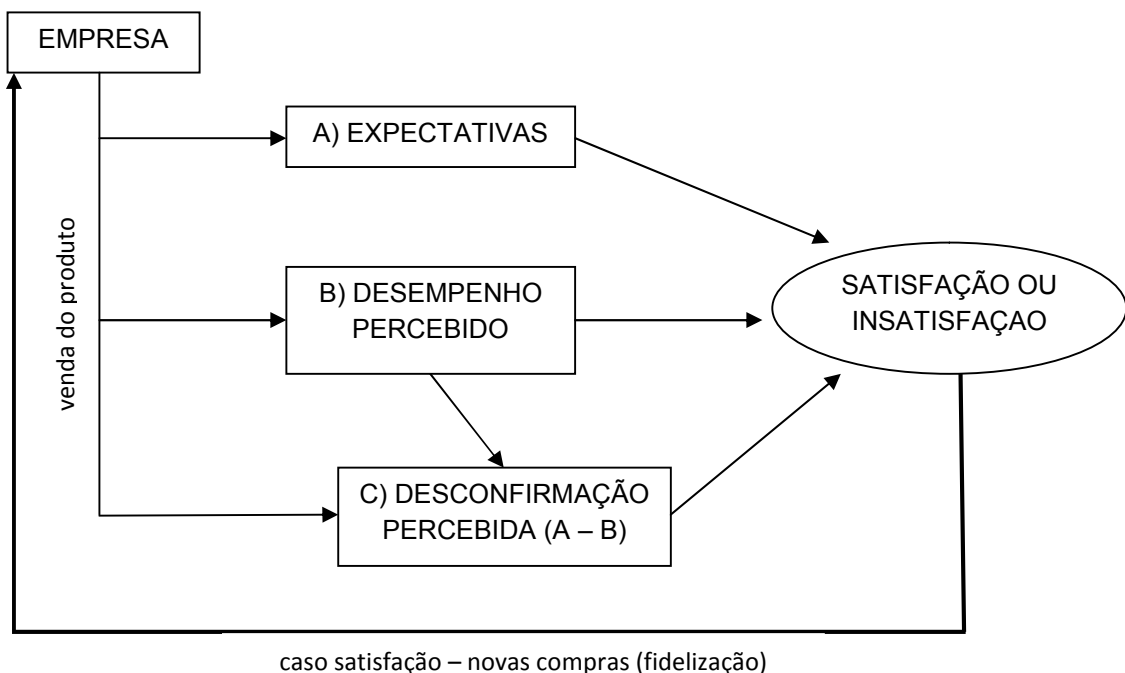 EMPRESA
A) EXPECTATIVAS
venda do produto
B) DESEMPENHO
PERCEBIDO
SATISFAÇÃO OU
INSATISFAÇAO
C) DESCONFIRMAÇÃO
PERCEBIDA (A – B)
caso satisfação – novas compras (fidelização)